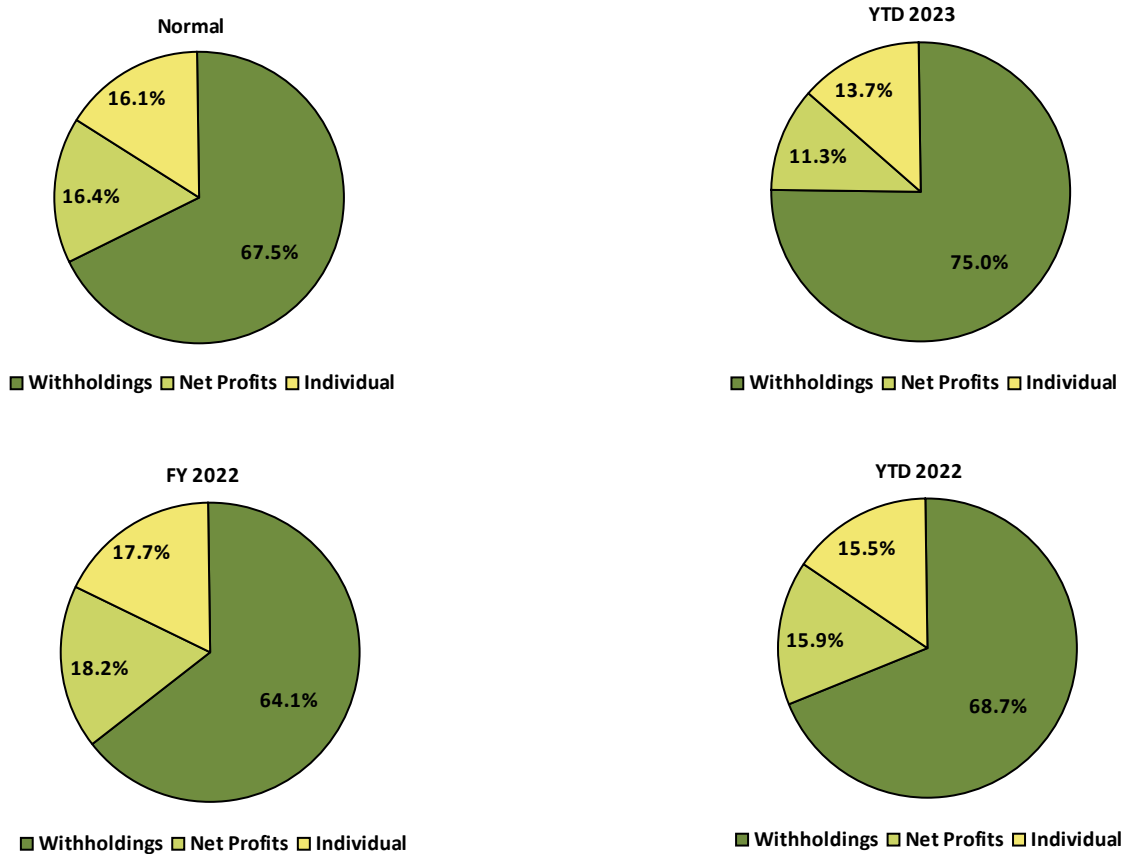 Normal
16.1%
16.4%
67.5%
Withholdings Net Profits Individual
YTD 2023
13.7%
11.3%
75.0%
Withholdings Net Profits Individual
FY 2022
17.7%
18.2%
64.1%
Withholdings Net Profits Individual
YTD 2022
15.5%
15.9%
68.7%
Withholdings Net Profits Individual